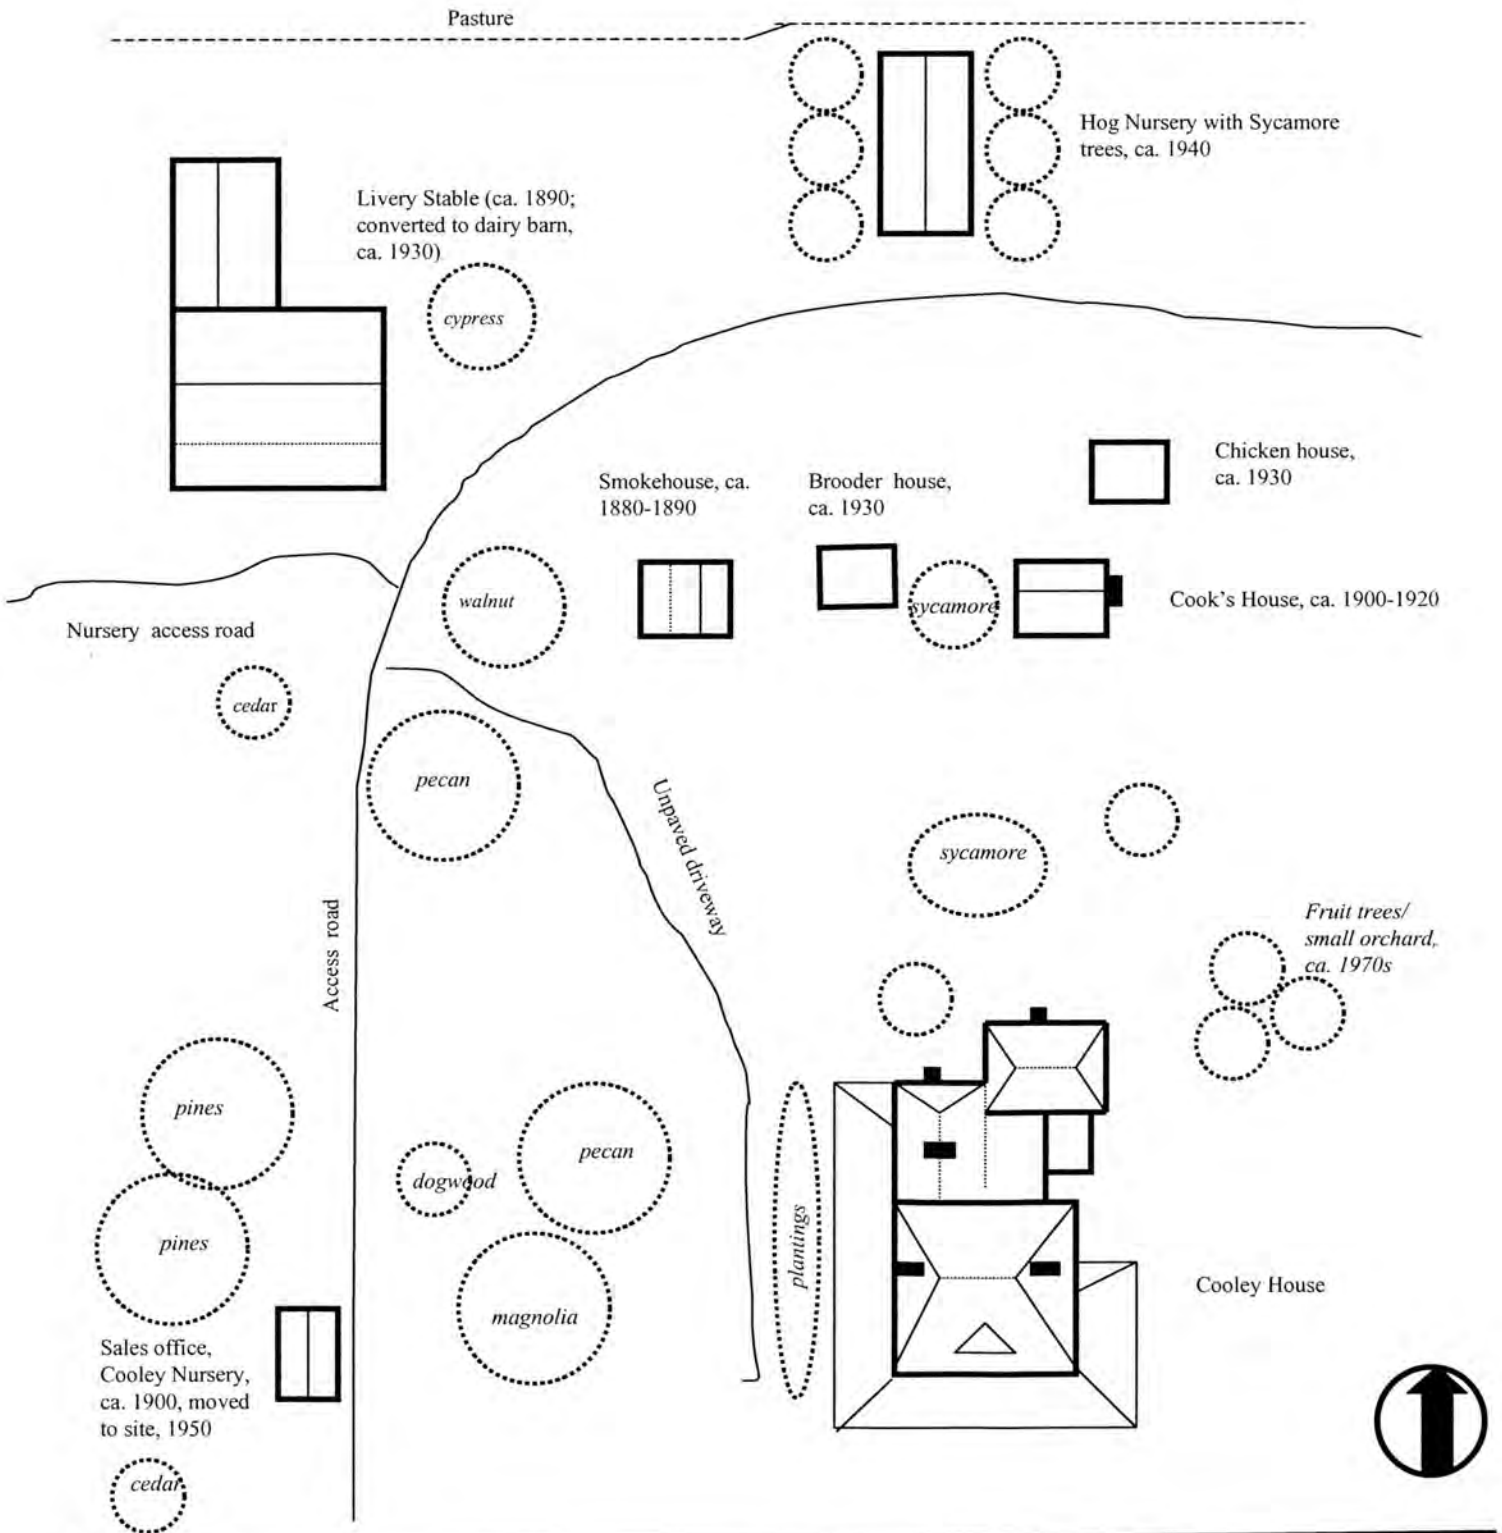 Pasture
Hog Nursery with Sycamore
trees, ca. 1940
Livery Stable (ca. 1890;
converted to dairy barn,
ca. 1930)
cypress
Chicken house,
ca. 1930
Smokehouse, ca.
1880-1890
Brooder house,
ca. 1930
walnut
sycamore
Cook's House, ca. 1900-1920
Nursery access road
cedar
pecan
Unpaved driveway
sycamore
Access road
Fruit trees/
small orchard,
ca. 1970s
pines
pecan
dogwood
pines
plantings
magnolia
Cooley House
Sales office,
Cooley Nursery,
ca. 1900, moved
to site, 1950
cedar